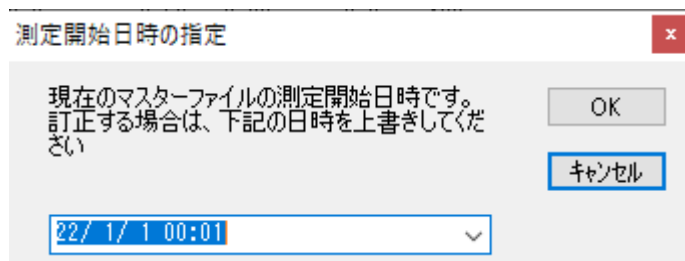 測定開始日時の指定
x
現在のマスターファイルの測定開始日時です。
訂正する場合は、下記の日時を上書きしてくだ
さい
OK
キャンセル
22/ 1/ 1 00:01